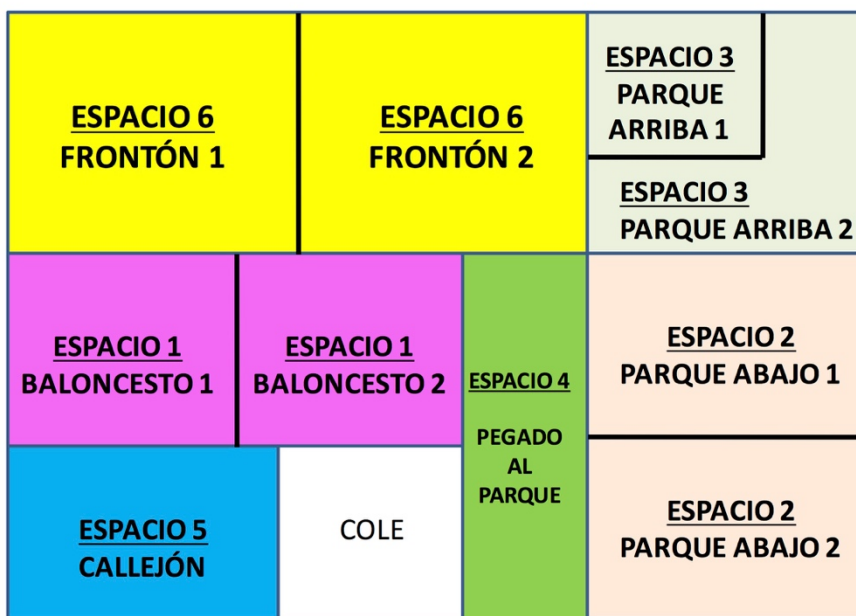 ESPACIO 6
FRONTÓN 1
ESPACIO 6
FRONTÓN 2
ESPACIO 3
PARQUE
ARRIBA 1
ESPACIO 3
PARQUE ARRIBA 2
ESPACIO 1
BALONCESTO 1
ESPACIO 1
BALONCESTO 2
ESPACIO 4
PEGADO
AL
PARQUE
ESPACIO 2
PARQUE ABAJO 1
ESPACIO 5
CALLEJÓN
COLE
ESPACIO 2
PARQUE ABAJO 2